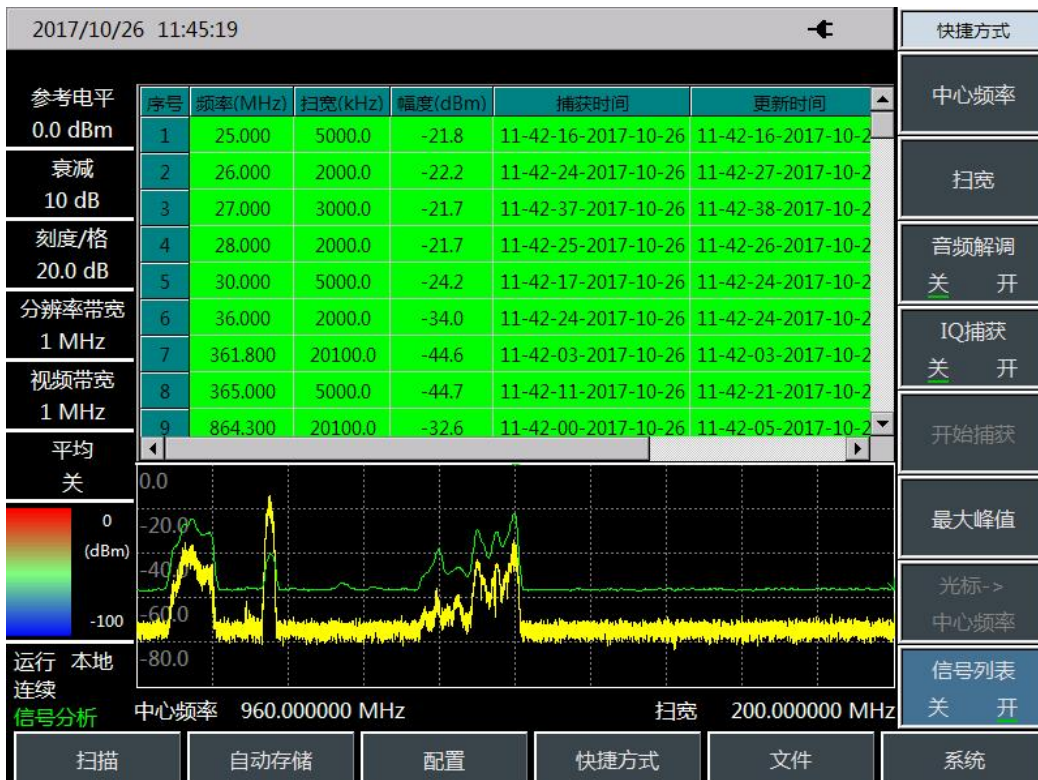 2017/10/26 11:45:19
快捷方式
参考电平
0.0 dBm
衰减
10 dB
刻度/格
20.0 dB
分辨率带宽
1 MHz
视频带宽
1 MHz
平均
关
0
(dBm)
-100
运行 本地
连续
信号分析
序号 频率(MHz) 扫宽(kHz) 幅度(dBm) 捕获时间 更新时间
1 25.000 5000.0 -21.8 11-42-16-2017-10-26 11-42-16-2017-10-2
2 26.000 2000.0 -22.2 11-42-24-2017-10-26 11-42-27-2017-10-2
3 27.000 3000.0 -21.7 11-42-37-2017-10-26 11-42-38-2017-10-2
4 28.000 2000.0 -21.7 11-42-25-2017-10-26 11-42-26-2017-10-2
5 30.000 5000.0 -24.2 11-42-17-2017-10-26 11-42-24-2017-10-2
6 36.000 2000.0 -34.0 11-42-24-2017-10-26 11-42-24-2017-10-2
7 361.800 20100.0 -44.6 11-42-03-2017-10-26 11-42-03-2017-10-2
8 365.000 5000.0 -44.7 11-42-11-2017-10-26 11-42-21-2017-10-2
9 864.300 20100.0 -32.6 11-42-00-2017-10-26 11-42-05-2017-10-2
0.0
-20.0
-40.0
-60.0
-80.0
中心频率 960.000000 MHz 扫宽 200.000000 MHz
中心频率
扫宽
音频解调
关 开
IQ捕获
关 开
开始捕获
最大峰值
光标->
中心频率
信号列表
关 开
扫描 自动存储 配置 快捷方式 文件 系统